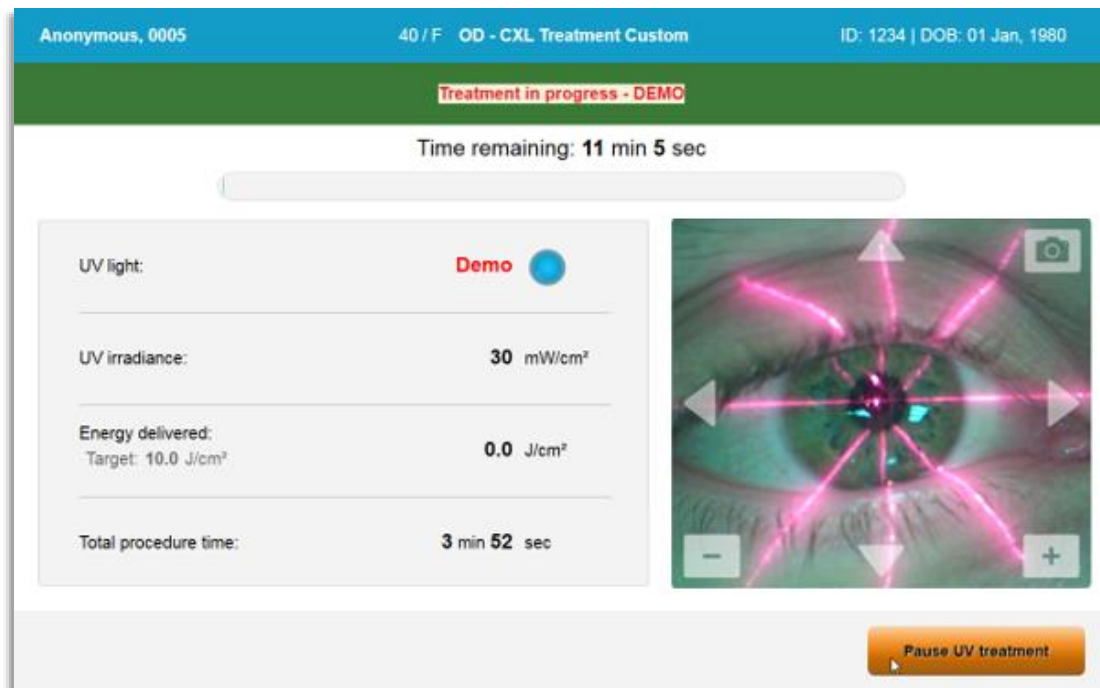 Anonymous, 0005 40 / F OD - CXL Treatment Custom ID: 1234 | DOB: 01 Jan, 1980
Treatment in progress - DEMO
Time remaining: 11 min 5 sec
UV light: Demo
UV irradiance: 30 mW/cm²
Energy delivered: 0.0 J/cm²
Target: 10.0 J/cm²
Total procedure time: 3 min 52 sec
− +
Pause UV treatment